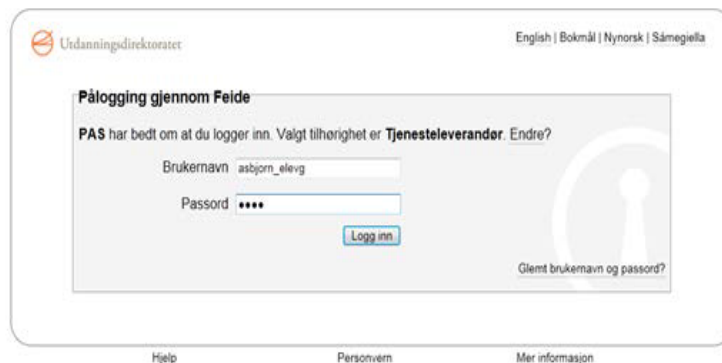 Utdanningsdirektoratet
English | Bokmål | Nynorsk | Sámegiella
Pålogging gjennom Feide
PAS har bedt om at du logger inn. Valgt tilhørighet er Tjenesteleverandør. Endre?
Brukernavn asbjorn_elevg
Passord ••••
Logg inn
Glemt brukernavn og passord?
Hjelp Personvern Mer informasjon